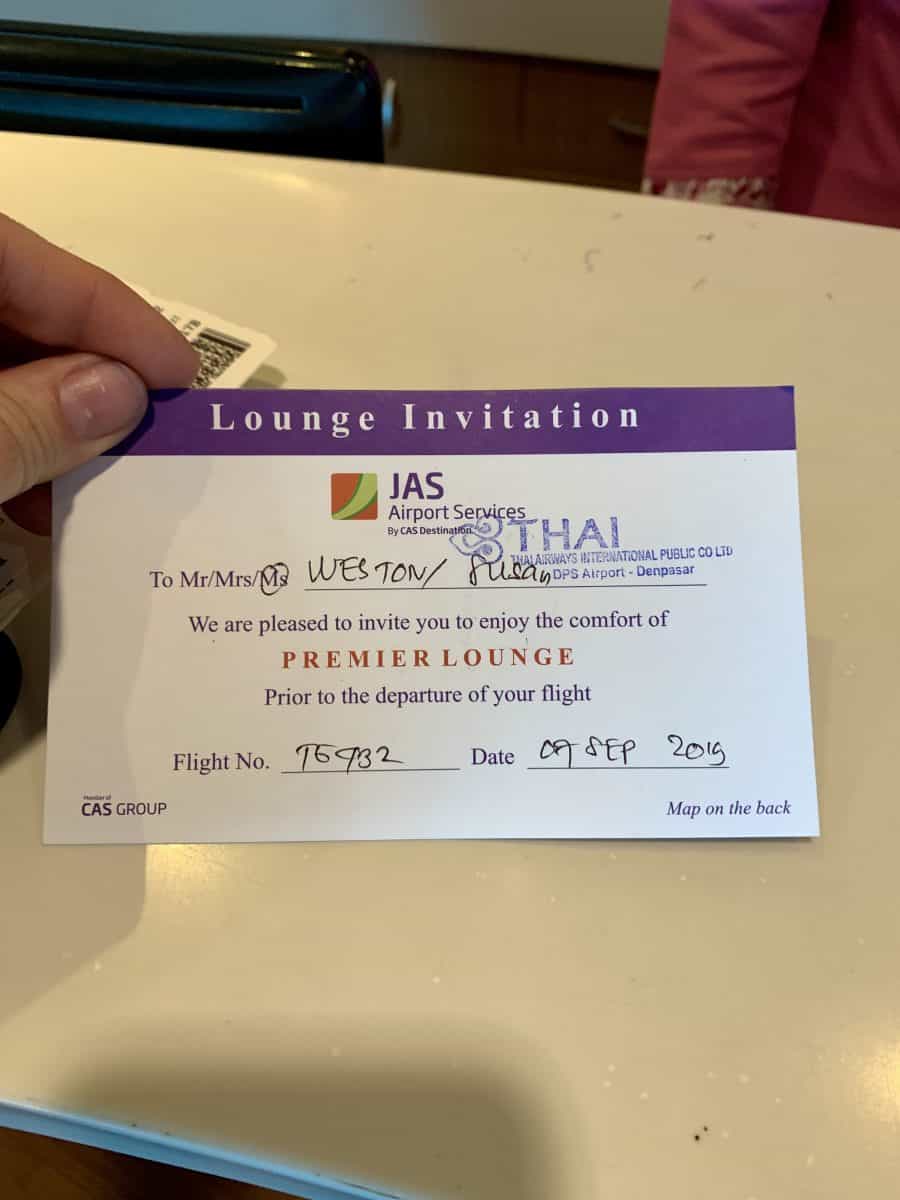 Lounge Invitation
JAS
Airport Services
By CAS Destination
THAI
THAI AIRWAYS INTERNATIONAL PUBLIC CO LTD
DPS Airport - Denpasar
To Mr/Mrs/Ms WESTON/ Susan
We are pleased to invite you to enjoy the comfort of
PREMIER LOUNGE
Prior to the departure of your flight
Flight No. TG432 Date 09 SEP 2019
Member of
CAS GROUP
Map on the back